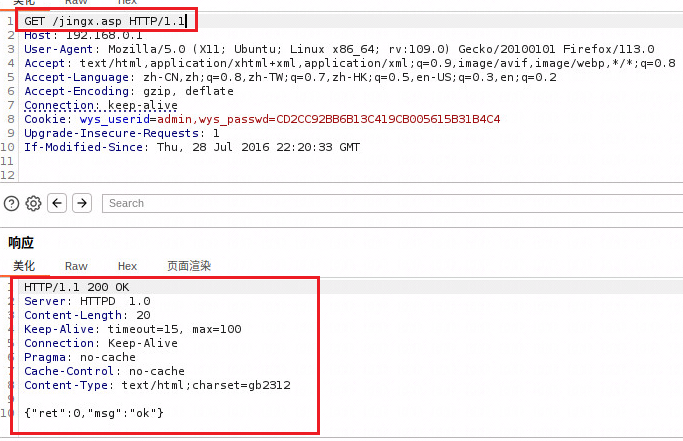 美化 Raw Hex
1 GET /jingx.asp HTTP/1.1
2 Host: 192.168.0.1
3 User-Agent: Mozilla/5.0 (X11; Ubuntu; Linux x86_64; rv:109.0) Gecko/20100101 Firefox/113.0
4 Accept: text/html,application/xhtml+xml,application/xml;q=0.9,image/avif,image/webp,*/*;q=0.8
5 Accept-Language: zh-CN,zh;q=0.8,zh-TW;q=0.7,zh-HK;q=0.5,en-US;q=0.3,en;q=0.2
6 Accept-Encoding: gzip, deflate
7 Connection: keep-alive
8 Cookie: wys_userid=admin,wys_passwd=CD2CC92BB6B13C419CB005615B31B4C4
9 Upgrade-Insecure-Requests: 1
10 If-Modified-Since: Thu, 28 Jul 2016 22:20:33 GMT
11
12
Search
响应
美化 Raw Hex 页面渲染
1 HTTP/1.1 200 OK
2 Server: HTTPD 1.0
3 Content-Length: 20
4 Keep-Alive: timeout=15, max=100
5 Connection: Keep-Alive
6 Pragma: no-cache
7 Cache-Control: no-cache
8 Content-Type: text/html;charset=gb2312
9
10 {"ret":0,"msg":"ok"}